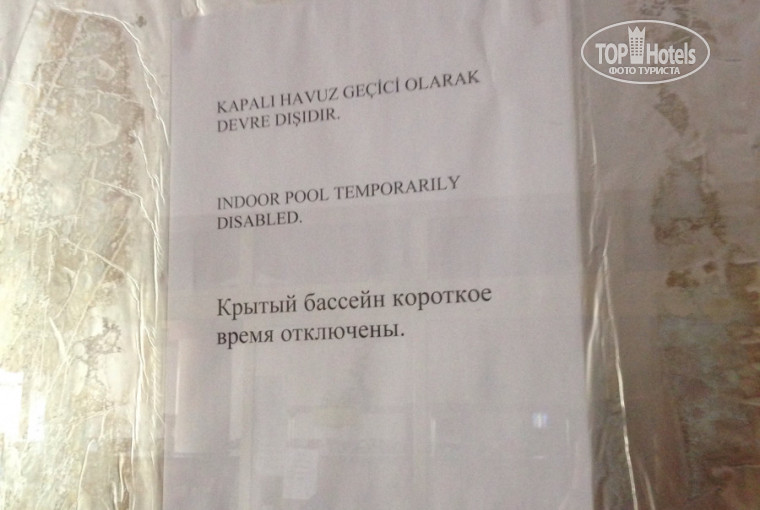 TOP Hotels
ФОТО ТУРИСТА
KAPALI HAVUZ GEÇİCİ OLARAK
DEVRE DIŞIDIR.
INDOOR POOL TEMPORARILY
DISABLED.
Крытый бассейн короткое
время отключены.